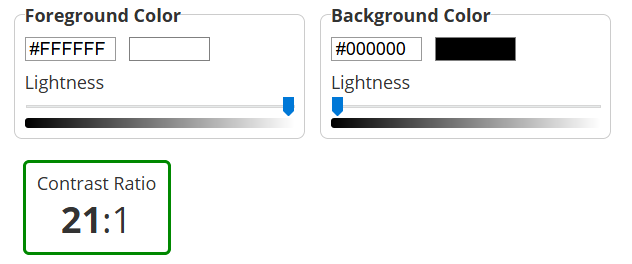 Foreground Color
#FFFFFF
Lightness
Background Color
#000000
Lightness
Contrast Ratio
21:1